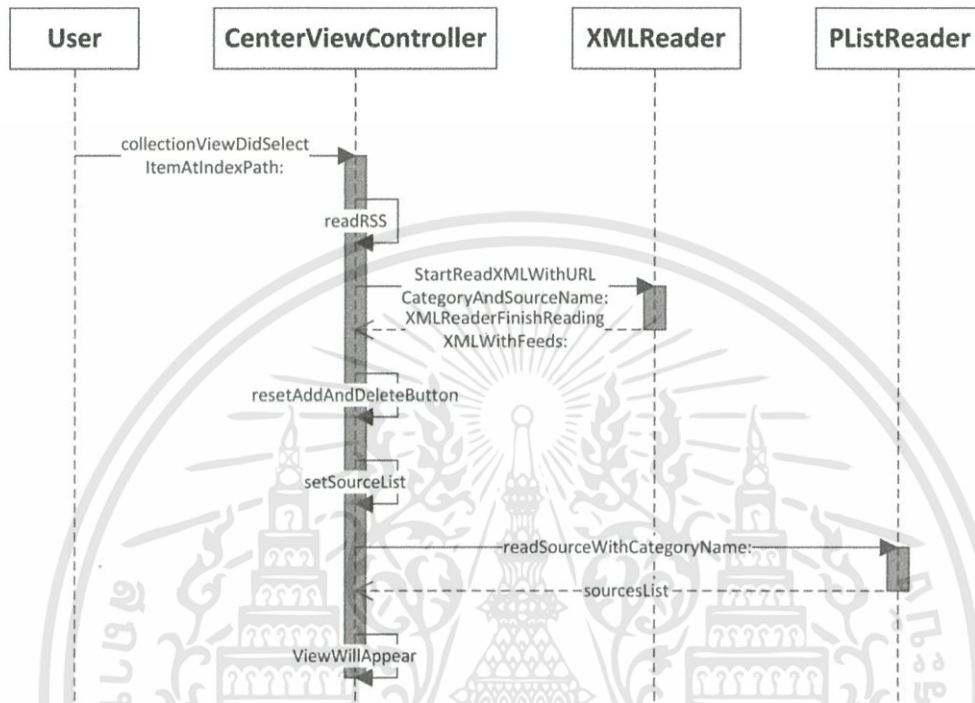 User
CenterViewController
XMLReader
PListReader
collectionViewDidSelect
ItemAtIndexPath:
readRSS
StartReadXMLWithURL
CategoryAndSourceName:
XMLReaderFinishReading
XMLWithFeeds:
resetAddAndDeleteButton
setSourceList
readSourceWithCategoryName:
sourcesList
ViewWillAppear